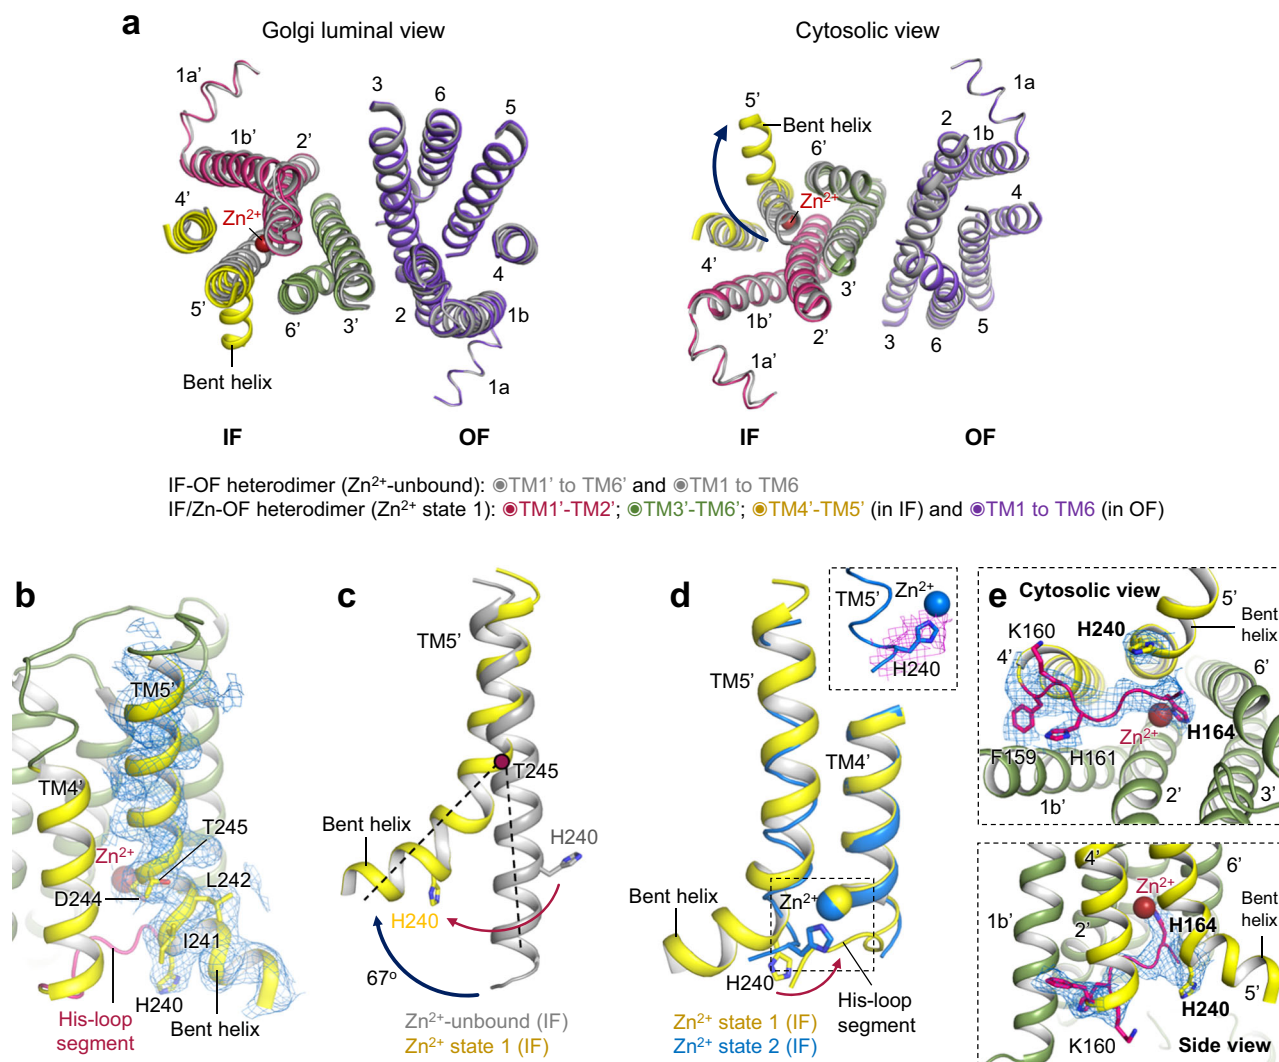 a
Golgi luminal view
Cytosolic view
1a’
1b’
2’
4’
Zn2+
5’
6’
3’
Bent helix
3
6
5
4
2
1b
1a
5’
Bent helix
6’
Zn2+
4’
1b’
3’
2’
1a’
1a
2
1b
4
5
3
6
IF
OF
IF
OF
IF-OF heterodimer (Zn2+-unbound): ◉TM1’ to TM6’ and ◉TM1 to TM6
IF/Zn-OF heterodimer (Zn2+ state 1): ◉TM1’-TM2’; ◉TM3’-TM6’; ◉TM4’-TM5’ (in IF) and ◉TM1 to TM6 (in OF)
b
TM5’
TM4’
T245
Zn2+
L242
D244
I241
H240
His-loop
segment
Bent helix
c
TM5’
T245
Bent helix
H240
H240
67o
Zn2+-unbound (IF)
Zn2+ state 1 (IF)
d
TM5’
Zn2+
H240
TM5’
TM4’
Bent helix
Zn2+
H240
His-loop
segment
Zn2+ state 1 (IF)
Zn2+ state 2 (IF)
e
Cytosolic view
5’
K160
H240
Bent
helix
4’
6’
Zn2+
H164
F159
H161
1b’
2’
3’
4’
6’
Zn2+
1b’
2’
H164
Bent
helix
H240
5’
K160
Side view